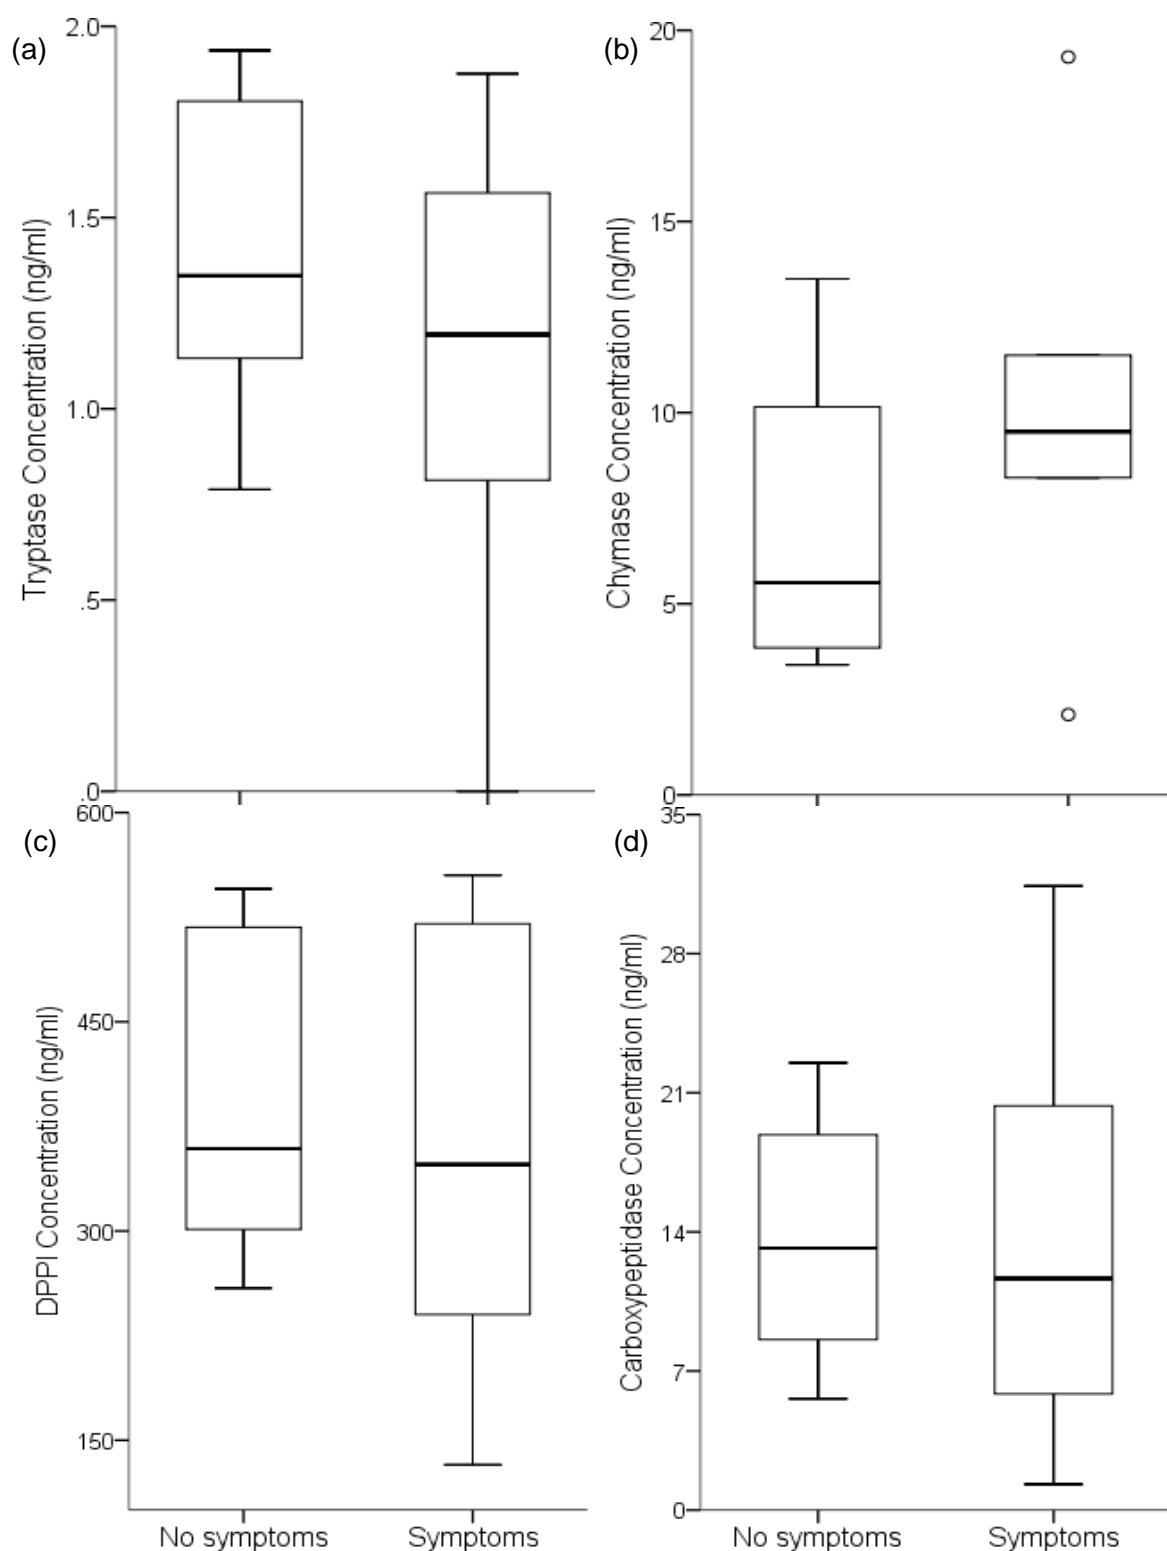 (a)
Tryptase Concentration (ng/ml)
2.0
1.5
1.0
.5
.0
(b)
Chymase Concentration (ng/ml)
20
15
10
5
0
(c)
DPPI Concentration (ng/ml)
600
450
300
150
No symptoms
Symptoms
(d)
Carboxypeptidase Concentration (ng/ml)
35
28
21
14
7
0
No symptoms
Symptoms